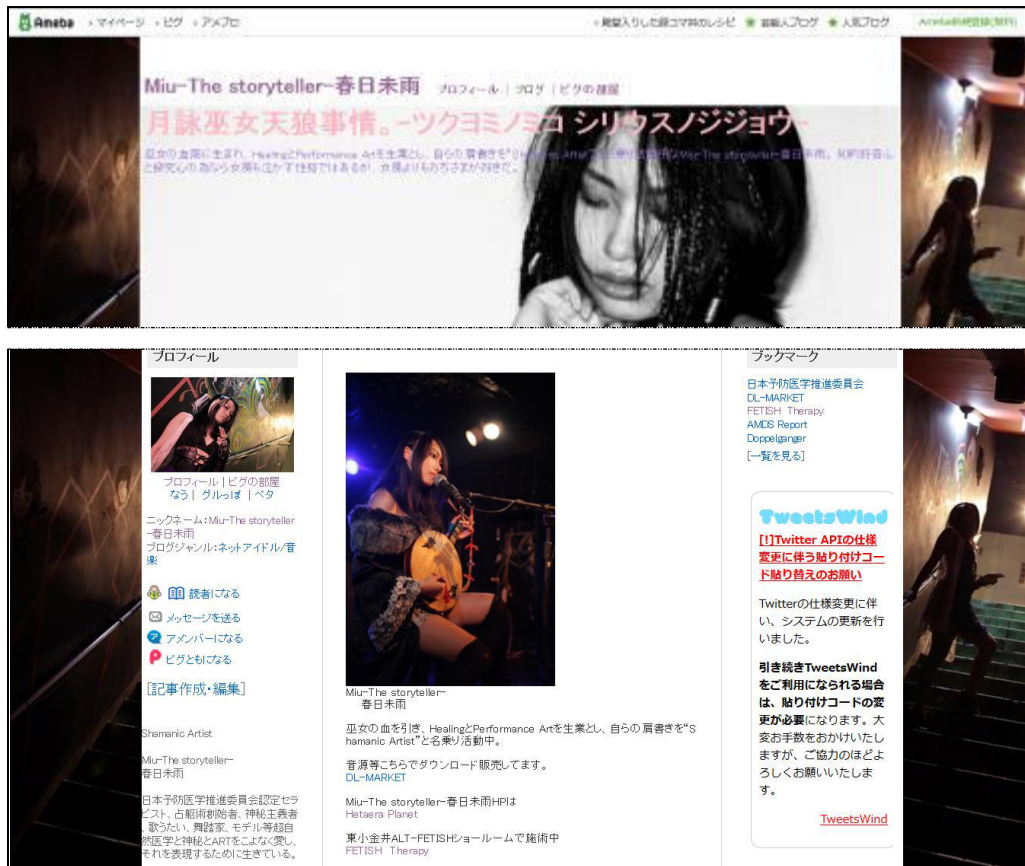 Ameba
マイページ
ピグ
アメブロ
芸能人ブログ
人気ブログ
Miu-The storyteller-春日未雨
プロフィール | ブログ | ピグの部屋
月詠巫女天狼事情。-ツクヨミノミコ シリウスノジジョウ-
プロフィール
プロフィール | ピグの部屋
なう | グルっぽ | ペタ
ニックネーム:Miu-The storyteller
-春日未雨
ブログジャンル:ネットアイドル/音
楽
読者になる
メッセージを送る
アメンバーになる
ピグともになる
[記事作成・編集]
Shamanic Artist
Miu-The storyteller-
春日未雨
日本予防医学推進委員会認定セラ
ピスト、占躯術創始者、神秘主義者
、歌うたい、舞踏家、モデル等超自
然医学と神秘とARTをこよなく愛し、
それを表現するために生きている。
Miu-The storyteller-
春日未雨
巫女の血を引き、HealingとPerformance Artを生業とし、自らの肩書きを"S
hamanic Artist"と名乗り活動中。
音源等こちらでダウンロード販売してます。
DL-MARKET
Miu-The storyteller-春日未雨HPは
Hetaera Planet
東小金井ALT-FETISHショールームで施術中
FETISH Therapy
ブックマーク
日本予防医学推進委員会
DL-MARKET
FETISH Therapy
AMDS Report
Doppelganger
[一覧を見る]
TweetsWind
[!]Twitter APIの仕様
変更に伴う貼り付けコー
ド貼り替えのお願い
Twitterの仕様変更に伴
い、システムの更新を行
いました。
引き続きTweetsWind
をご利用になられる場合
は、貼り付けコードの変
更が必要になります。大
変お手数をおかけいたし
ますが、ご協力のほどよ
ろしくお願いいたしま
す。
TweetsWind